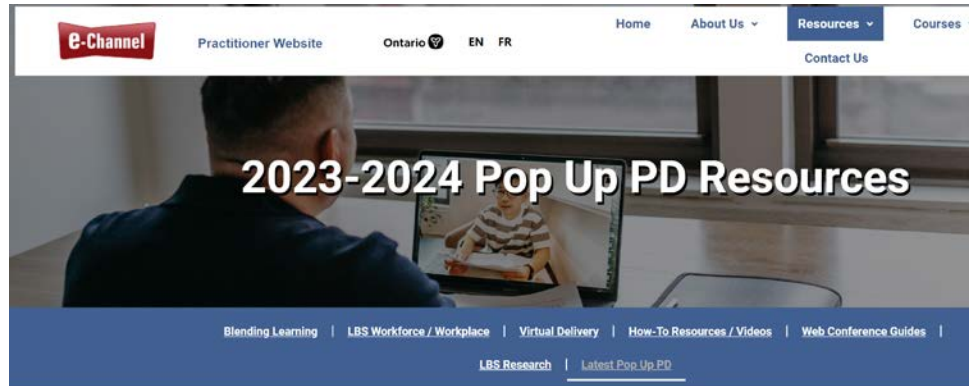 e-Channel
Practitioner Website
Ontario
EN FR
Home
About Us
Resources
Courses
Contact Us
2023-2024 Pop Up PD Resources
Blending Learning | LBS Workforce / Workplace | Virtual Delivery | How-To Resources / Videos | Web Conference Guides |
LBS Research | Latest Pop Up PD